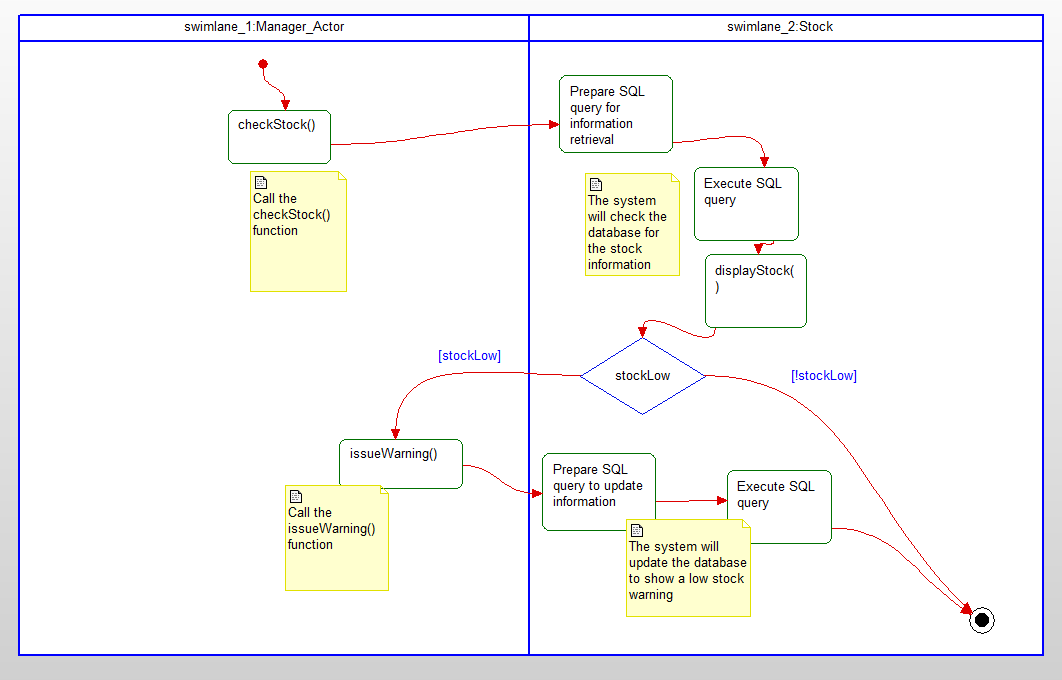 swimlane_1:Manager_Actor
swimlane_2:Stock
checkStock()
Call the
checkStock()
function
Prepare SQL
query for
information
retrieval
The system
will check the
database for
the stock
information
Execute SQL
query
displayStock(
)
[stockLow]
stockLow
[!stockLow]
issueWarning()
Call the
issueWarning()
function
Prepare SQL
query to update
information
Execute SQL
query
The system will
update the database
to show a low stock
warning